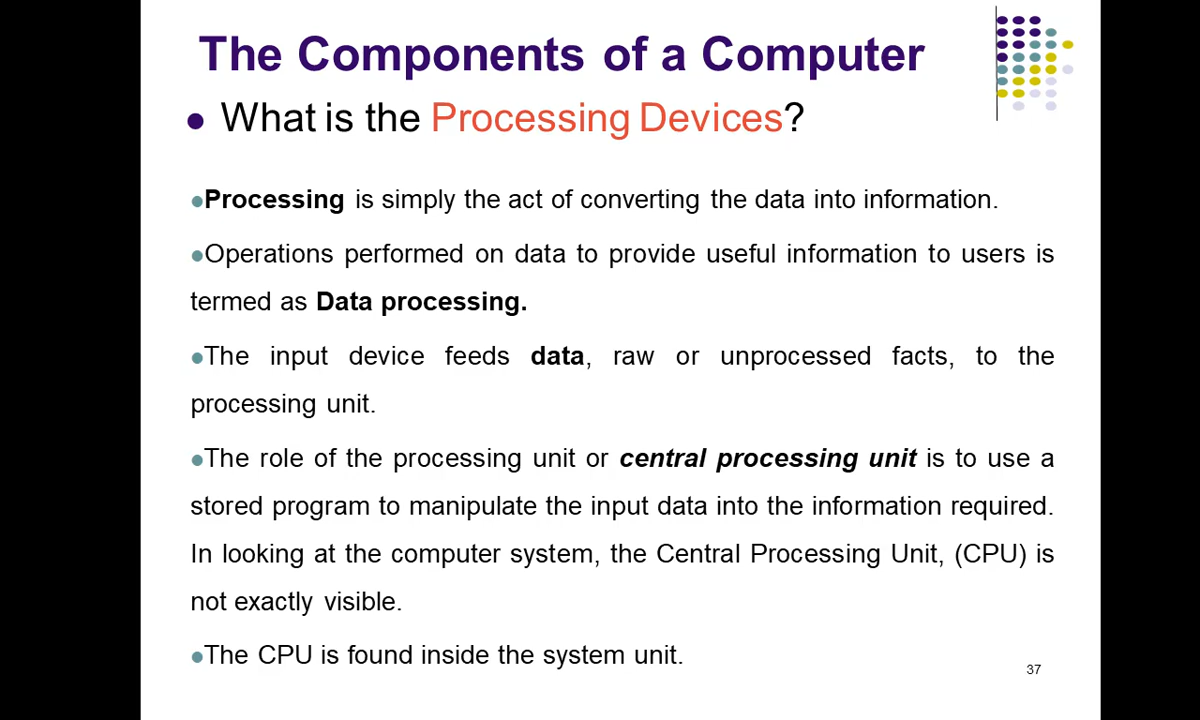 The Components of a Computer
● What is the Processing Devices?
●Processing is simply the act of converting the data into information.
●Operations performed on data to provide useful information to users is
termed as Data processing.
●The input device feeds data, raw or unprocessed facts, to the
processing unit.
●The role of the processing unit or central processing unit is to use a
stored program to manipulate the input data into the information required.
In looking at the computer system, the Central Processing Unit, (CPU) is
not exactly visible.
●The CPU is found inside the system unit.
37